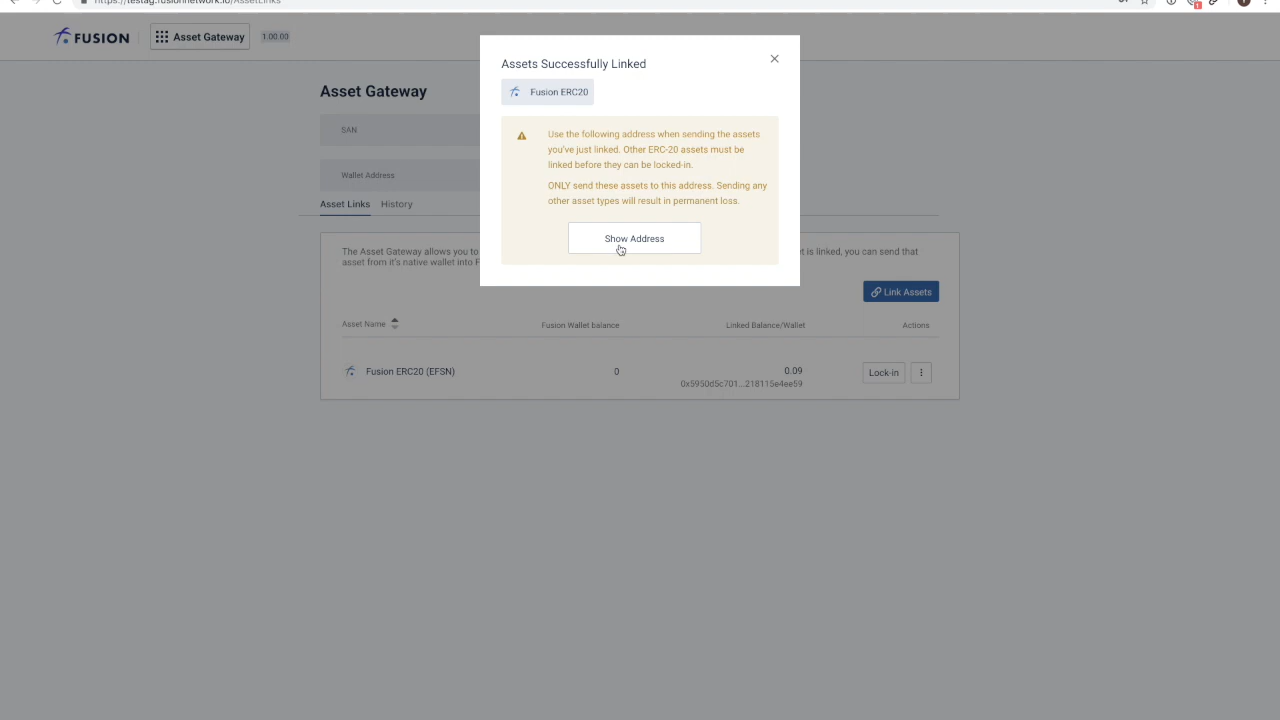 https://testag.fusionnetwork.io/AssetLinks
FUSION
Asset Gateway
1.00.00
Assets Successfully Linked
Fusion ERC20
Use the following address when sending the assets
you've just linked. Other ERC-20 assets must be
linked before they can be locked-in.
ONLY send these assets to this address. Sending any
other asset types will result in permanent loss.
Show Address
Asset Gateway
SAN
Wallet Address
Asset Links History
The Asset Gateway allows you to
is linked, you can send that
asset from it's native wallet into
Link Assets
Asset Name Fusion Wallet balance Linked Balance/Wallet Actions
Fusion ERC20 (EFSN) 0 0.09 Lock-in
0x5950d5c701...218115e4ee59